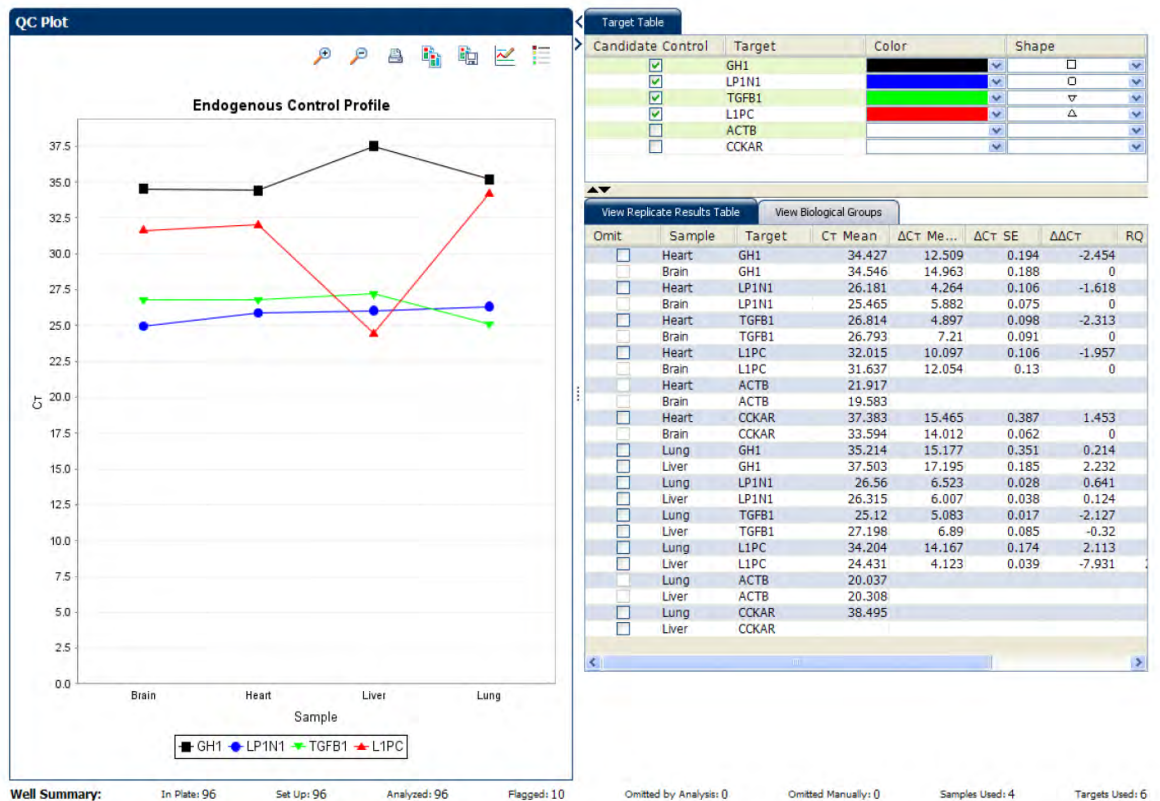 QC Plot
Endogenous Control Profile
37.5
35.0
32.5
30.0
27.5
25.0
22.5
20.0
17.5
15.0
12.5
10.0
7.5
5.0
2.5
0.0
CT
Brain Heart Liver Lung
Sample
GH1 LP1N1 TGFB1 L1PC
Target Table
Candidate Control Target Color Shape
GH1
LP1N1
TGFB1
L1PC
ACTB
CCKAR
View Replicate Results Table View Biological Groups
Omit Sample Target CT Mean ΔCT Me... ΔCT SE ΔΔCT RQ
Heart GH1 34.427 12.509 0.194 -2.454
Brain GH1 34.546 14.963 0.188 0
Heart LP1N1 26.181 4.264 0.106 -1.618
Brain LP1N1 25.465 5.882 0.075 0
Heart TGFB1 26.814 4.897 0.098 -2.313
Brain TGFB1 26.793 7.21 0.091 0
Heart L1PC 32.015 10.097 0.106 -1.957
Brain L1PC 31.637 12.054 0.13 0
Heart ACTB 21.917
Brain ACTB 19.583
Heart CCKAR 37.383 15.465 0.387 1.453
Brain CCKAR 33.594 14.012 0.062 0
Lung GH1 35.214 15.177 0.351 0.214
Liver GH1 37.503 17.195 0.185 2.232
Lung LP1N1 26.56 6.523 0.028 0.641
Liver LP1N1 26.315 6.007 0.038 0.124
Lung TGFB1 25.12 5.083 0.017 -2.127
Liver TGFB1 27.198 6.89 0.085 -0.32
Lung L1PC 34.204 14.167 0.174 2.113
Liver L1PC 24.431 4.123 0.039 -7.931
Lung ACTB 20.037
Liver ACTB 20.308
Lung CCKAR 38.495
Liver CCKAR
Well Summary: In Plate: 96 Set Up: 96 Analyzed: 96 Flagged: 10 Omitted by Analysis: 0 Omitted Manually: 0 Samples Used: 4 Targets Used: 6